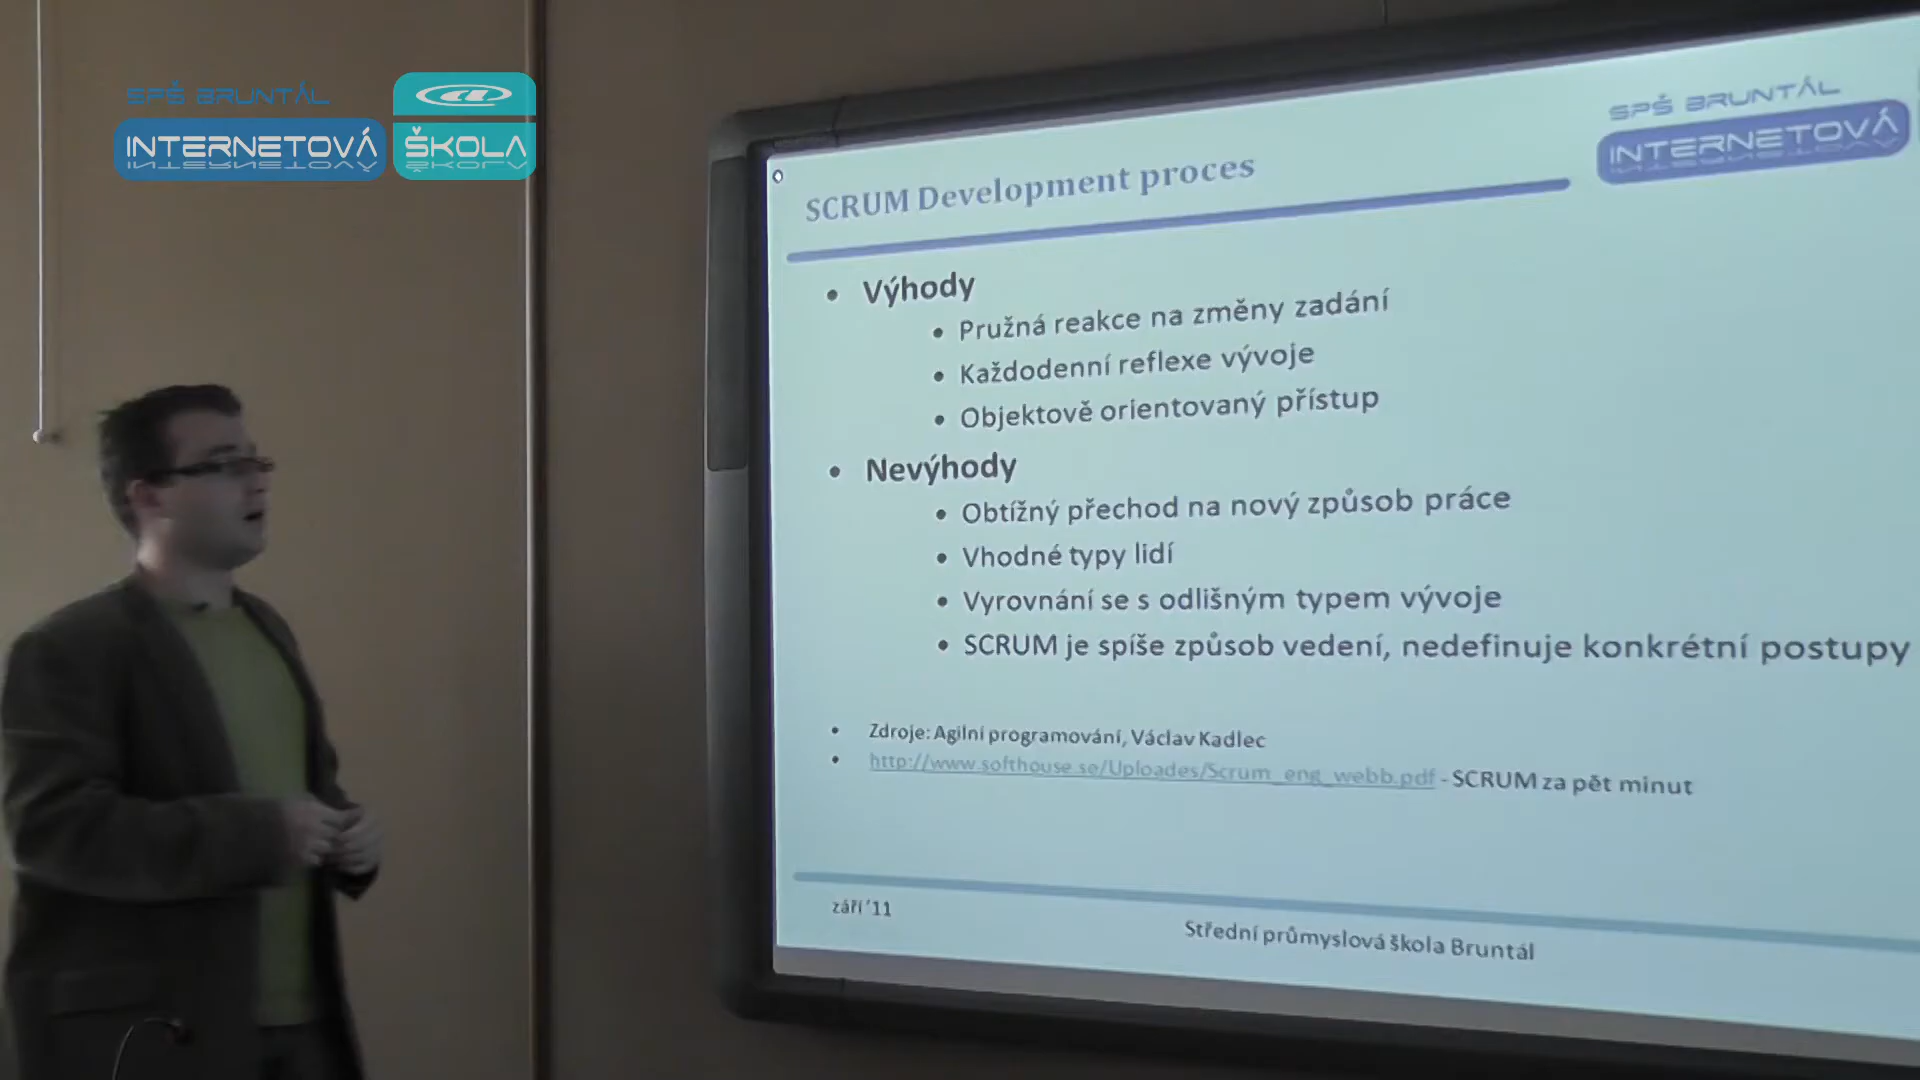 SPŠ BRUNTÁL
INTERNETOVÁ ŠKOLA
SPŠ BRUNTÁL
INTERNETOVÁ
SCRUM Development proces
• Výhody
• Pružná reakce na změny zadání
• Každodenní reflexe vývoje
• Objektově orientovaný přístup
• Nevýhody
• Obtížný přechod na nový způsob práce
• Vhodné typy lidí
• Vyrovnání se s odlišným typem vývoje
• SCRUM je spíše způsob vedení, nedefinuje konkrétní postupy
• Zdroje: Agilní programování, Václav Kadlec
• http://www.softhouse.se/Uploades/Scrum_eng_webb.pdf - SCRUM za pět minut
září '11
Střední průmyslová škola Bruntál